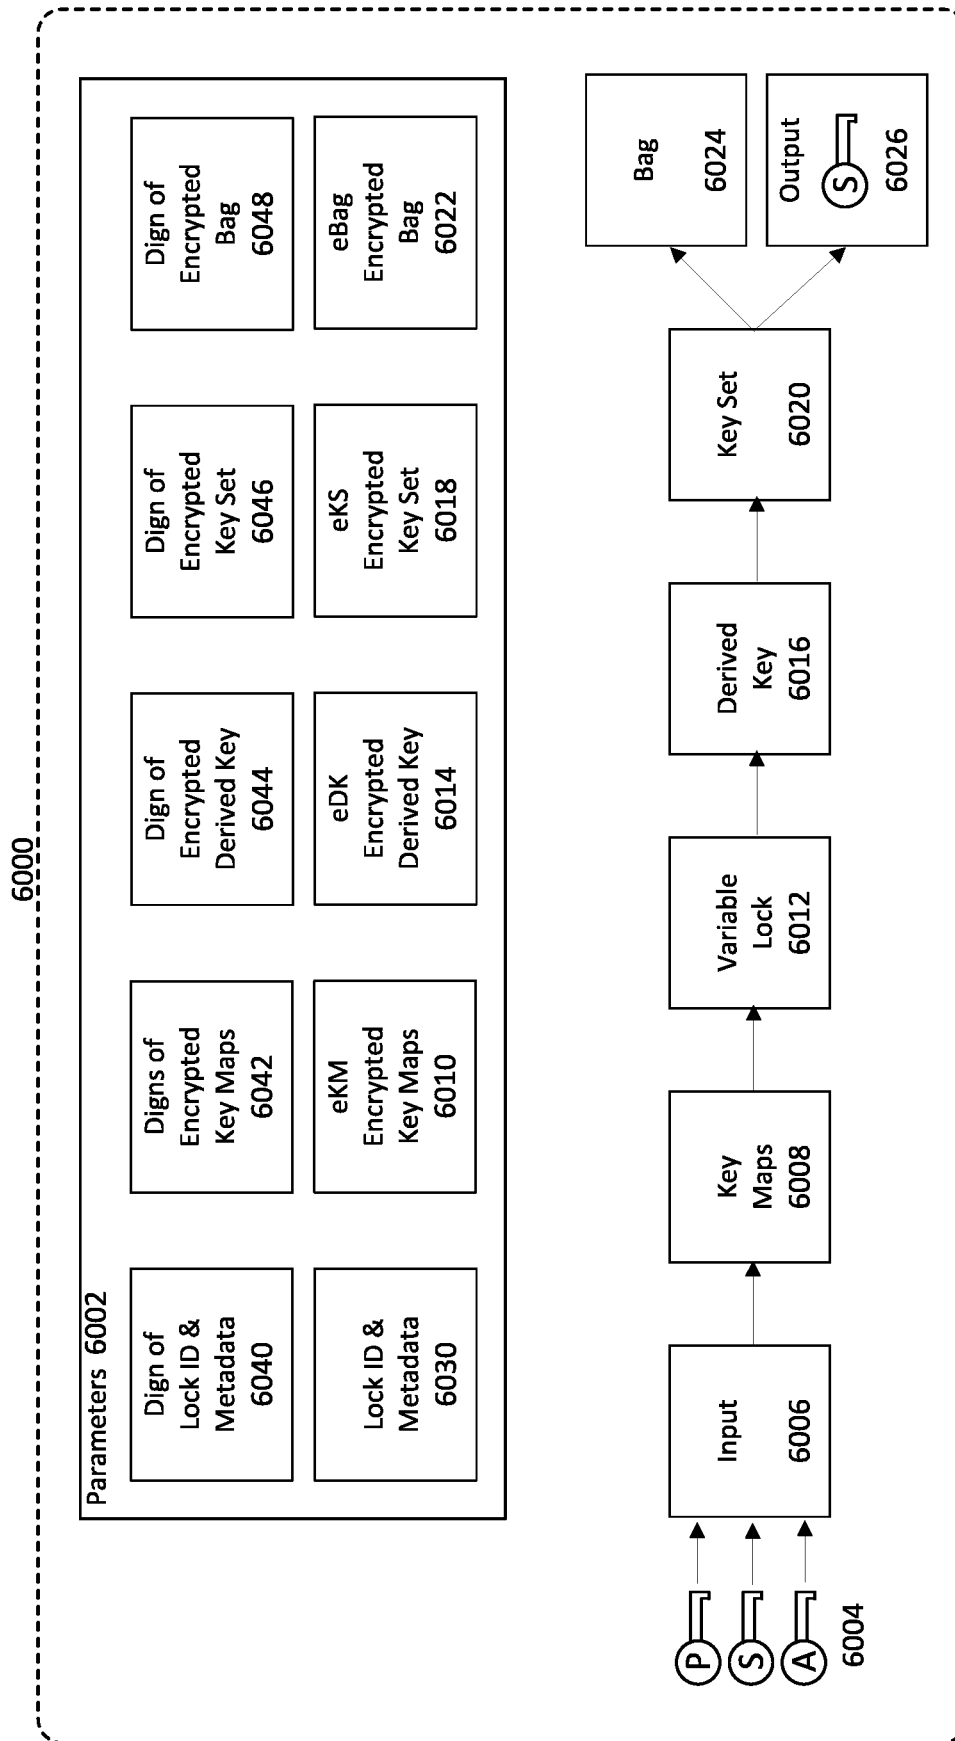 6000
Parameters 6002
Dign of
Lock ID &
Metadata
6040
Digns of
Encrypted
Key Maps
6042
Dign of
Encrypted
Derived Key
6044
Dign of
Encrypted
Key Set
6046
Dign of
Encrypted
Bag
6048
Lock ID &
Metadata
6030
eKM
Encrypted
Key Maps
6010
eDK
Encrypted
Derived Key
6014
eKS
Encrypted
Key Set
6018
eBag
Encrypted
Bag
6022
P
S
A
6004
Input
6006
Key
Maps
6008
Variable
Lock
6012
Derived
Key
6016
Key Set
6020
Bag
6024
Output
S
6026